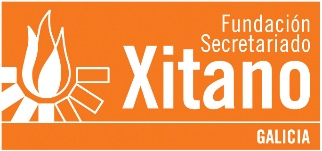 Fundación
Secretariado
Xitano
GALICIA